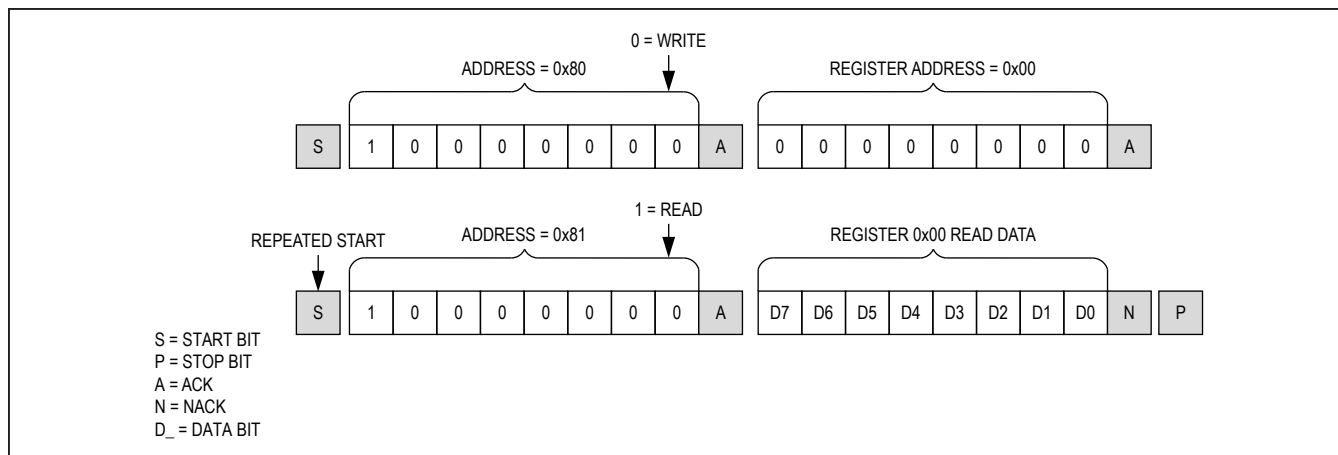 0 = WRITE
ADDRESS = 0x80 REGISTER ADDRESS = 0x00
S 1 0 0 0 0 0 0 0 A 0 0 0 0 0 0 0 0 A
1 = READ
REPEATED START ADDRESS = 0x81 REGISTER 0x00 READ DATA
S 1 0 0 0 0 0 0 0 A D7 D6 D5 D4 D3 D2 D1 D0 N P
S = START BIT
P = STOP BIT
A = ACK
N = NACK
D_ = DATA BIT